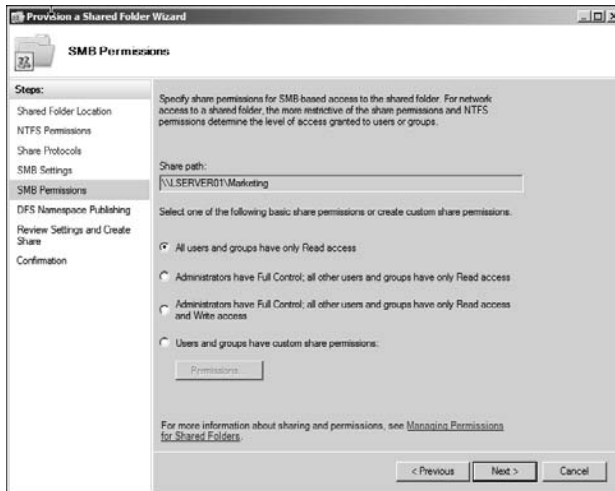 Provision a Shared Folder Wizard
SMB Permissions
Steps:
Shared Folder Location
NTFS Permissions
Share Protocols
SMB Settings
SMB Permissions
DFS Namespace Publishing
Review Settings and Create
Share
Confirmation
Specify share permissions for SMB-based access to the shared folder. For network
access to a shared folder, the more restrictive of the share permissions and NTFS
permissions determine the level of access granted to users or groups.
Share path:
\\LSERVER01\Marketing
Select one of the following basic share permissions or create custom share permissions.
All users and groups have only Read access
Administrators have Full Control; all other users and groups have only Read access
Administrators have Full Control; all other users and groups have only Read access
and Write access
Users and groups have custom share permissions:
Permissions...
For more information about sharing and permissions, see Managing Permissions
for Shared Folders.
< Previous Next > Cancel